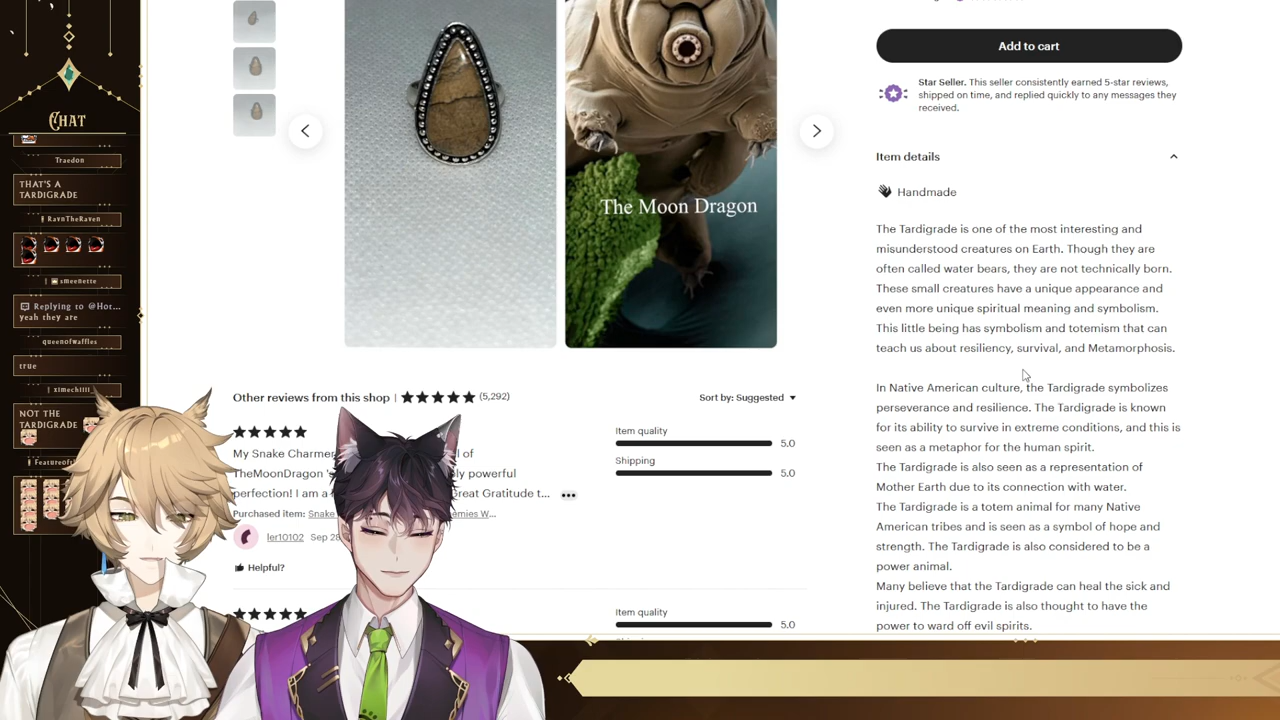 CHAT
Traedon
THAT'S A
TARDIGRADE
RavnTheRaven
smeenette
Replying to @Hot...
yeah they are
queenofwaffles
true
ximechiii_
NOT THE
TARDIGRADE
The Moon Dragon
Add to cart
Star Seller. This seller consistently earned 5-star reviews,
shipped on time, and replied quickly to any messages they
received.
Item details
Handmade
The Tardigrade is one of the most interesting and
misunderstood creatures on Earth. Though they are
often called water bears, they are not technically born.
These small creatures have a unique appearance and
even more unique spiritual meaning and symbolism.
This little being has symbolism and totemism that can
teach us about resiliency, survival, and Metamorphosis.
In Native American culture, the Tardigrade symbolizes
perseverance and resilience. The Tardigrade is known
for its ability to survive in extreme conditions, and this is
seen as a metaphor for the human spirit.
The Tardigrade is also seen as a representation of
Mother Earth due to its connection with water.
The Tardigrade is a totem animal for many Native
American tribes and is seen as a symbol of hope and
strength. The Tardigrade is also considered to be a
power animal.
Many believe that the Tardigrade can heal the sick and
injured. The Tardigrade is also thought to have the
power to ward off evil spirits.
Other reviews from this shop | (5,292)
Sort by: Suggested
My Snake Charmer of
TheMoonDragon powerful
perfection! I am a Great Gratitude t...
Purchased item: Snake emies W...
ler10102 Sep 28
Helpful?
Item quality
5.0
Shipping
5.0
Item quality
5.0